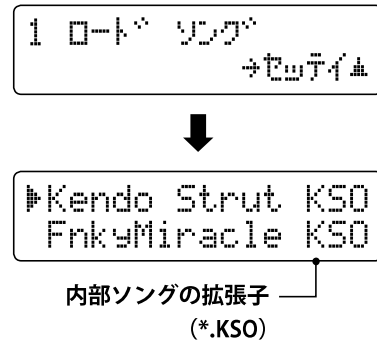 1 ロード ソング
→セッテイ▲
▶Kendo Strut KSO
FnkyMiracle KSO
内部ソングの拡張子
(*.KSO)